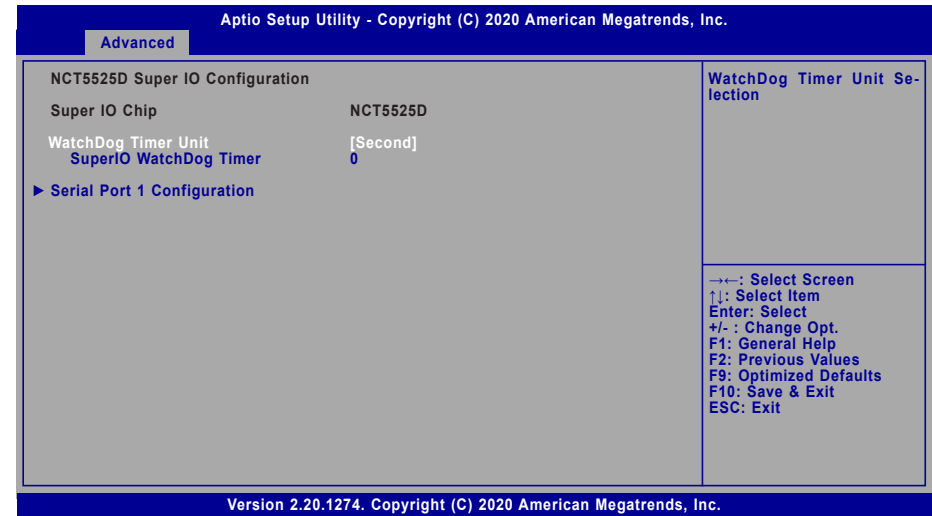 Aptio Setup Utility - Copyright (C) 2020 American Megatrends, Inc.
Advanced
NCT5525D Super IO Configuration
Super IO Chip NCT5525D
WatchDog Timer Unit [Second]
SuperIO WatchDog Timer 0
▶ Serial Port 1 Configuration
WatchDog Timer Unit Se-
lection
→←: Select Screen
↑↓: Select Item
Enter: Select
+/- : Change Opt.
F1: General Help
F2: Previous Values
F9: Optimized Defaults
F10: Save & Exit
ESC: Exit
Version 2.20.1274. Copyright (C) 2020 American Megatrends, Inc.